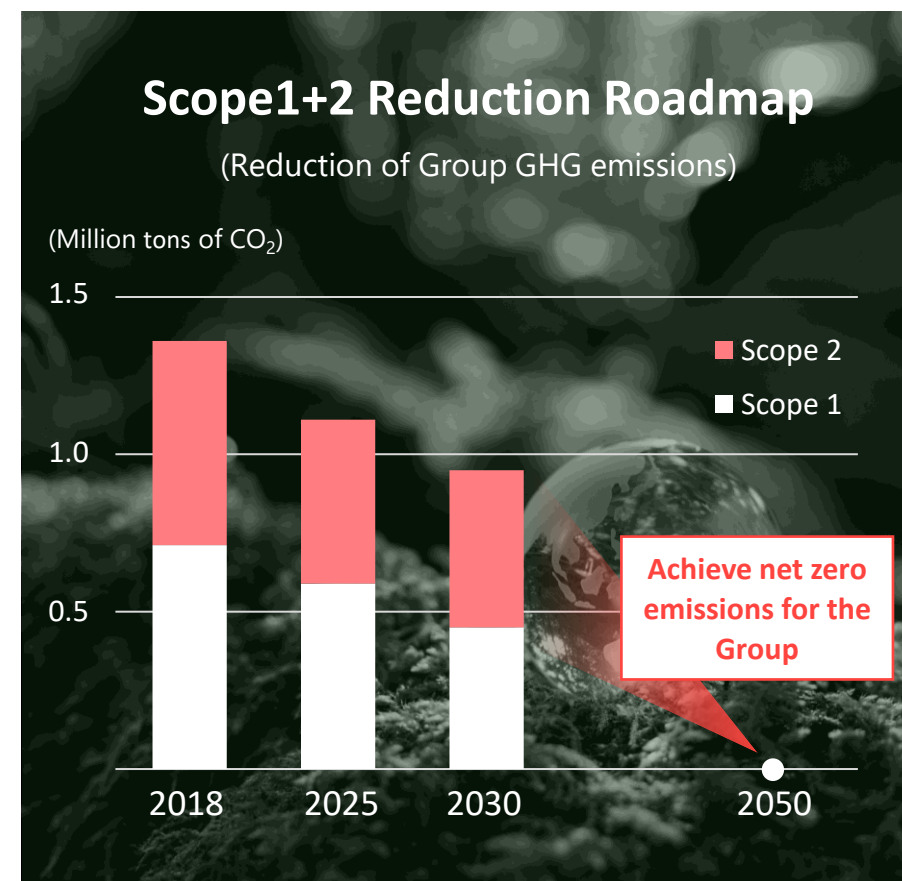 Scope1+2 Reduction Roadmap
(Reduction of Group GHG emissions)
(Million tons of CO₂)
1.5
Scope 2
Scope 1
1.0
Achieve net zero
emissions for the
Group
0.5
2018
2025
2030
2050